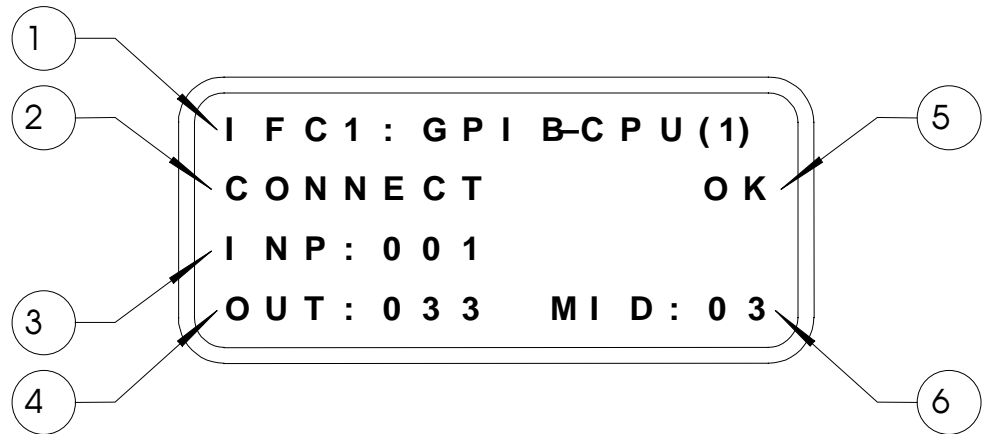 1
2
3
4
IFC1:GPIB-CPU(1)
CONNECT OK
INP:001
OUT:033 MID:03
5
6